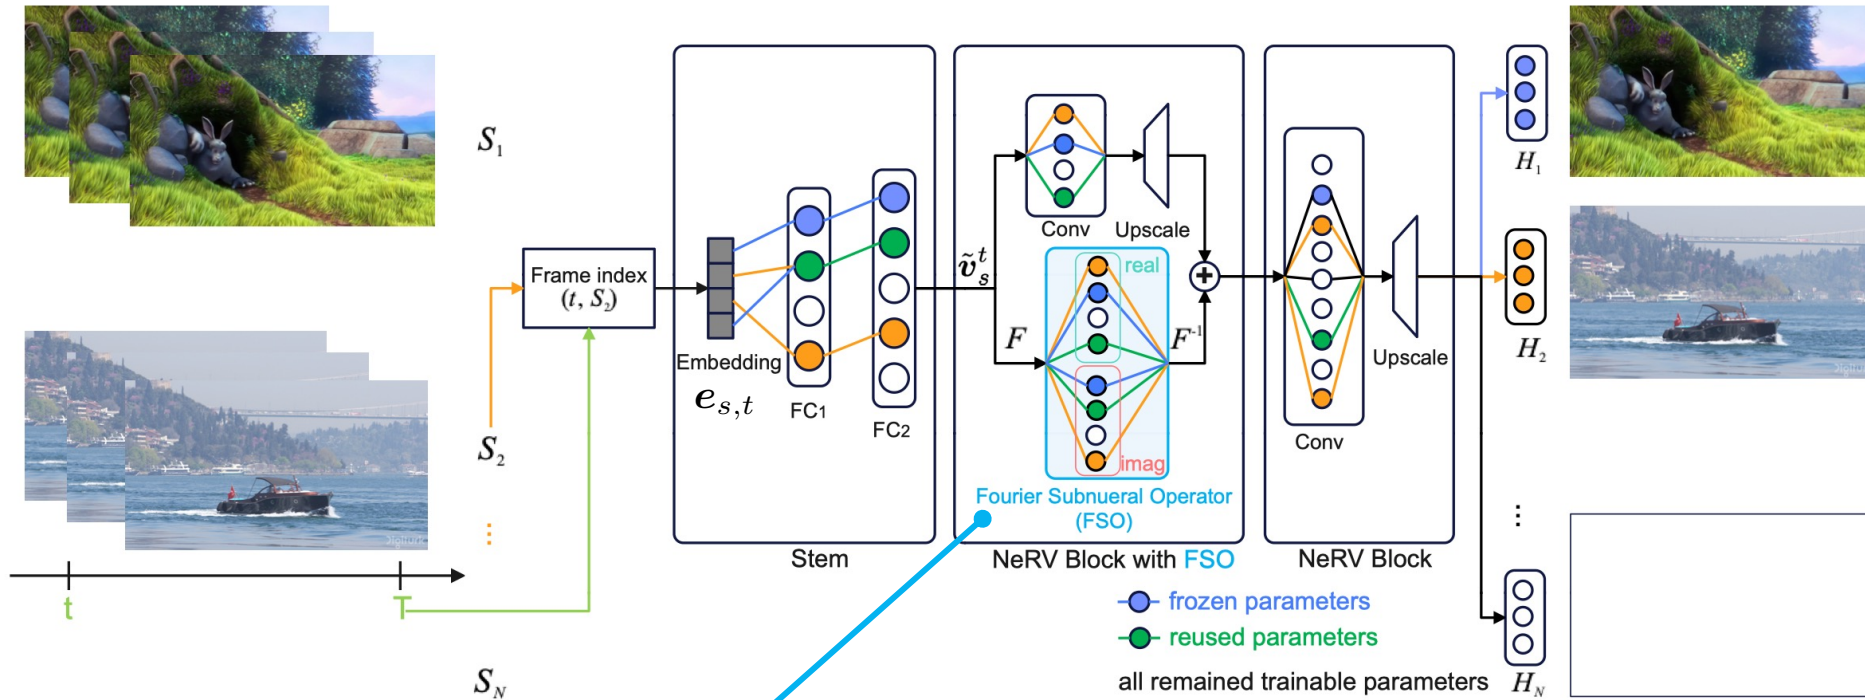 S1
S2
⋮
SN
t
T
Frame index
(t, S2)
Embedding
es,t
FC1
FC2
Stem
ṽst
F
Conv
Upscale
real
imag
F-1
+
Fourier Subnueral Operator
(FSO)
NeRV Block with FSO
Conv
Upscale
NeRV Block
H1
H2
⋮
HN
frozen parameters
reused parameters
all remained trainable parameters